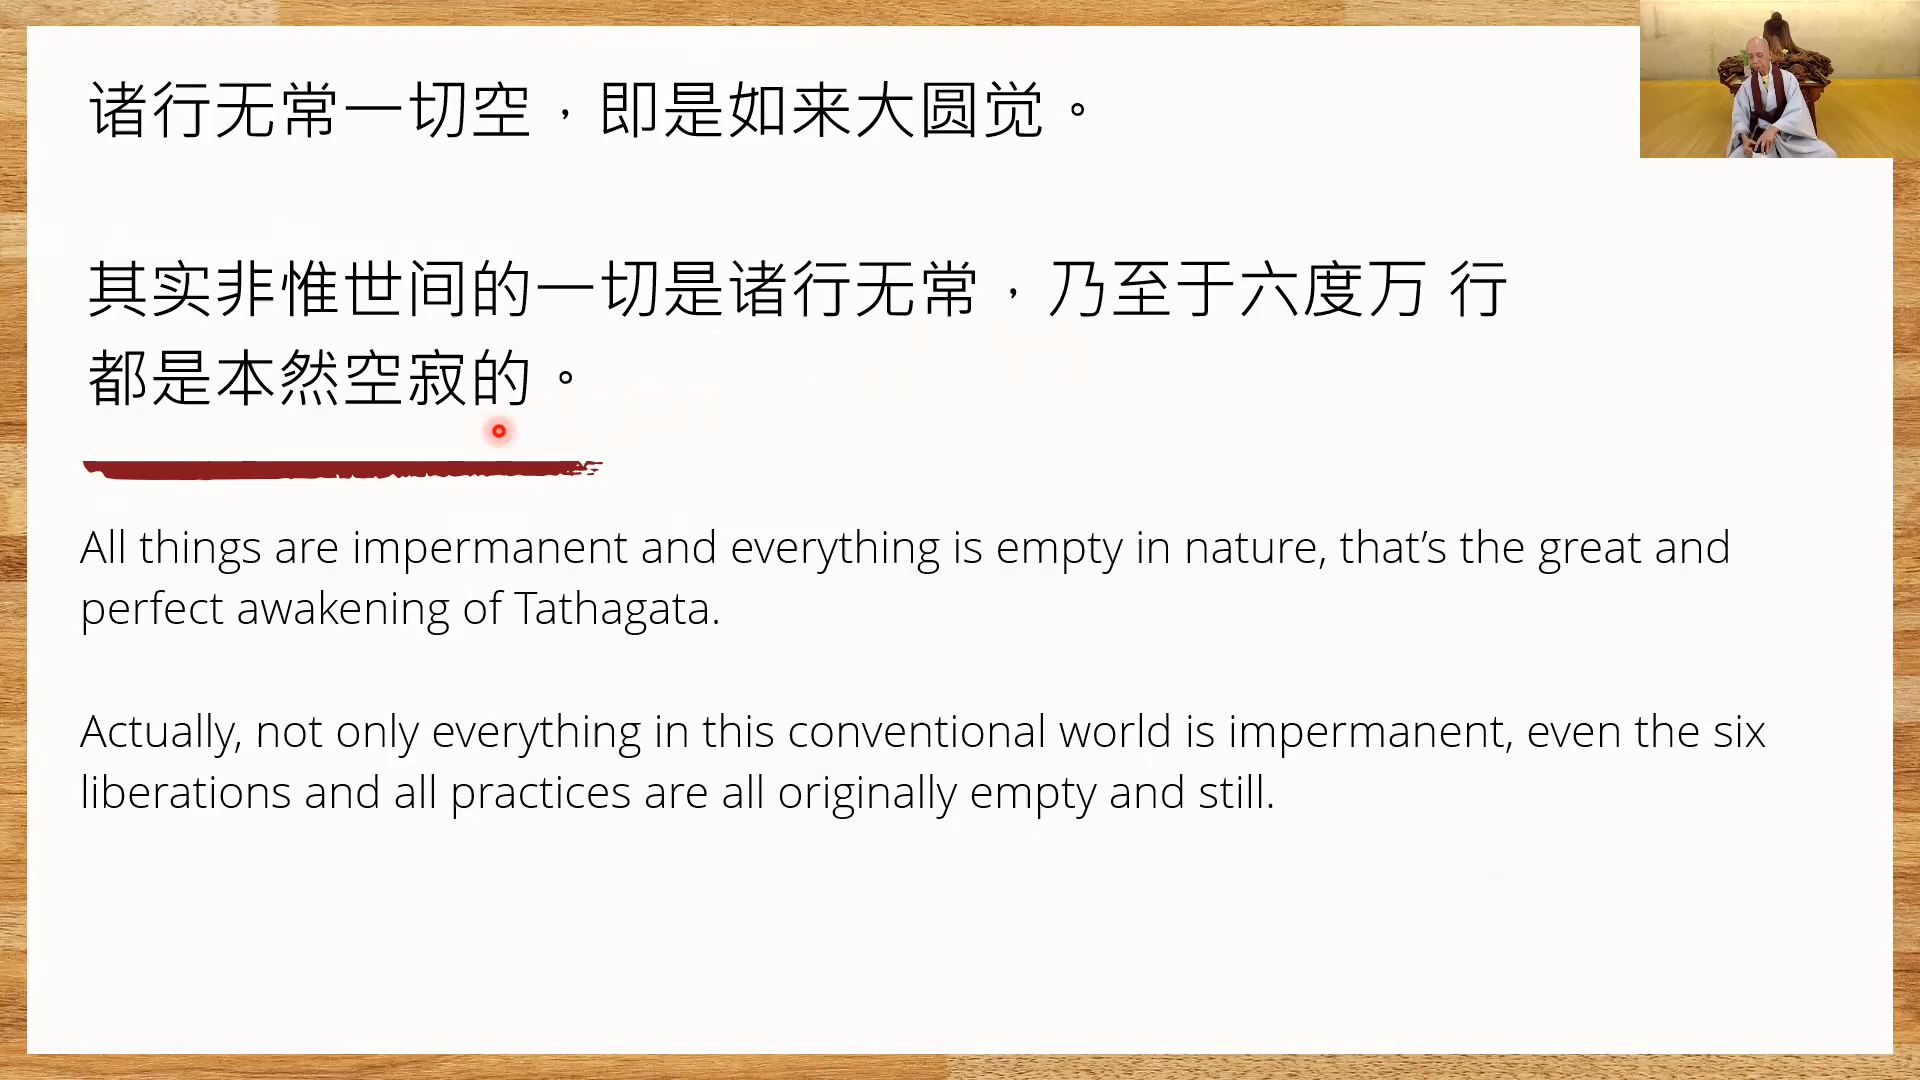 诸行无常一切空，即是如来大圆觉。
其实非惟世间的一切是诸行无常，乃至于六度万 行
都是本然空寂的。
All things are impermanent and everything is empty in nature, that’s the great and
perfect awakening of Tathagata.
Actually, not only everything in this conventional world is impermanent, even the six
liberations and all practices are all originally empty and still.